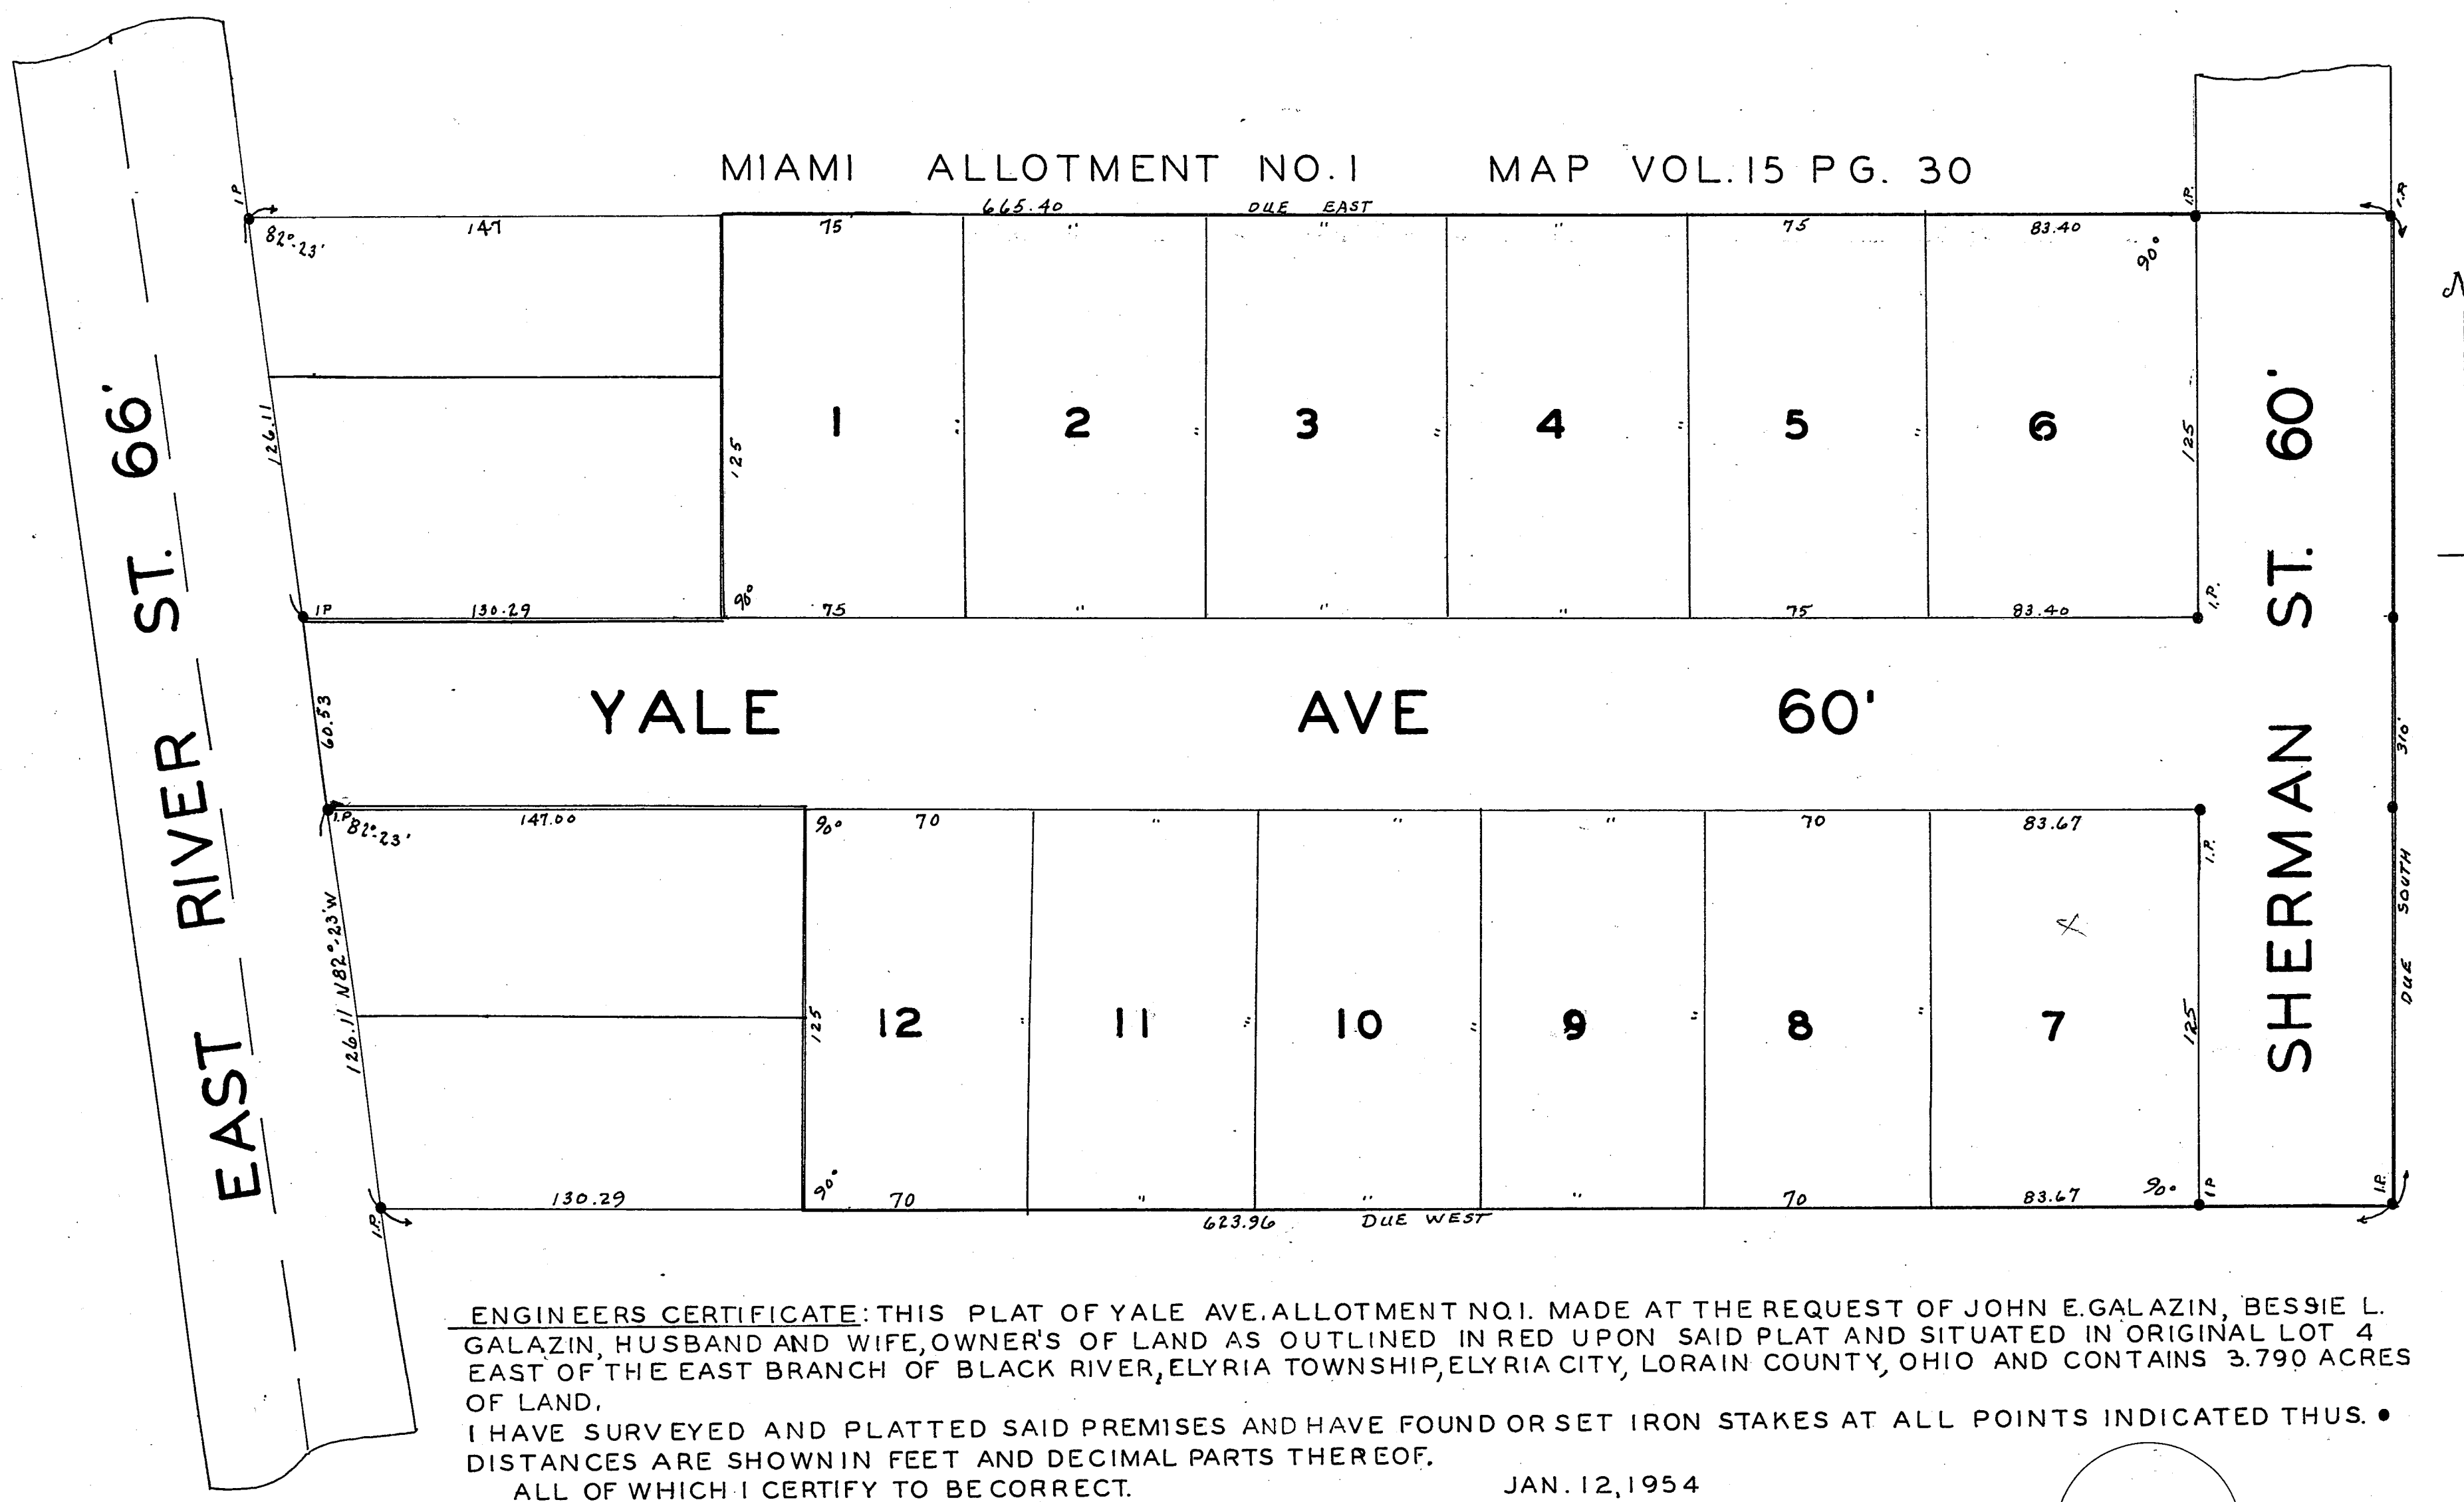 MIAMI ALLOTMENT NO. 1 MAP VOL. 15 PG. 30
665.40 DUE EAST
I.P. I.P. I.P.
147 75 " " " 75 83.40
82°-23' 90°
126.11
1 2 3 4 5 6
125 " " " " " 125
90°
I.P. 130.29 75 " " " 75 83.40 I.P.
EAST RIVER ST. 66'
YALE AVE 60'
SHERMAN ST. 60'
60.53
310'
DUE SOUTH
I.P. 82°-23' 147.00 90° 70 " " " 70 83.67 I.P.
126.11 N82°-23'W
12 11 10 9 8 7
125 " " " " " 125
90° 90°
130.29 70 " " " 70 83.67 I.P. I.P.
I.P.
623.96 DUE WEST
N
ENGINEERS CERTIFICATE: THIS PLAT OF YALE AVE. ALLOTMENT NO.1. MADE AT THE REQUEST OF JOHN E. GALAZIN, BESSIE L.
GALAZIN, HUSBAND AND WIFE, OWNER'S OF LAND AS OUTLINED IN RED UPON SAID PLAT AND SITUATED IN ORIGINAL LOT 4
EAST OF THE EAST BRANCH OF BLACK RIVER, ELYRIA TOWNSHIP, ELYRIA CITY, LORAIN COUNTY, OHIO AND CONTAINS 3.790 ACRES
OF LAND.
I HAVE SURVEYED AND PLATTED SAID PREMISES AND HAVE FOUND OR SET IRON STAKES AT ALL POINTS INDICATED THUS. •
DISTANCES ARE SHOWN IN FEET AND DECIMAL PARTS THEREOF.
ALL OF WHICH I CERTIFY TO BE CORRECT. JAN. 12, 1954